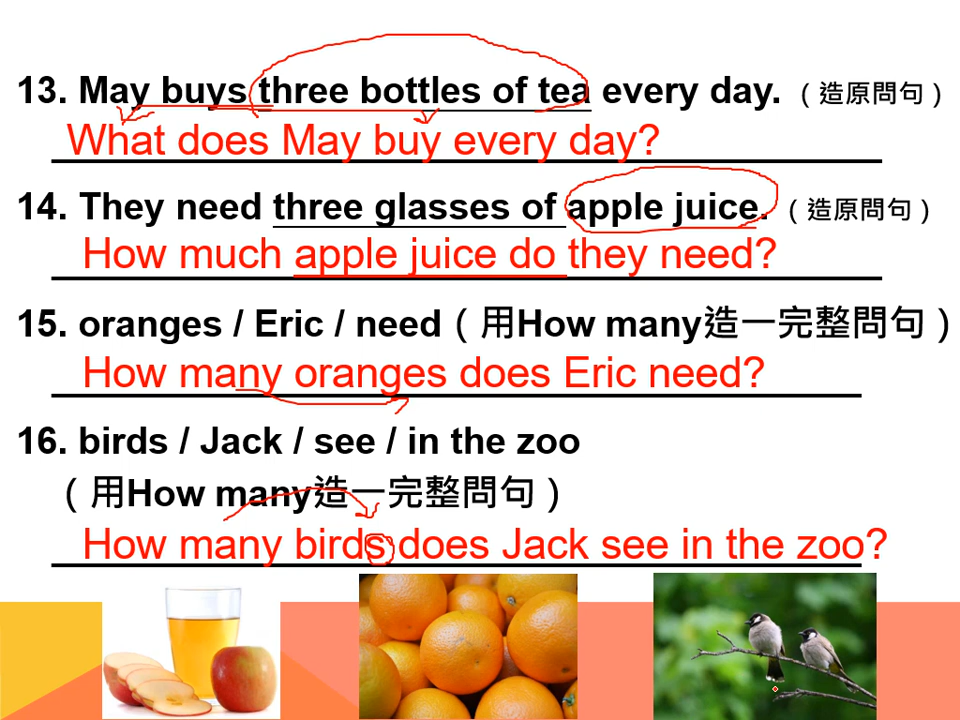 13. May buys three bottles of tea every day.（造原問句）
What does May buy every day?
14. They need three glasses of apple juice.（造原問句）
How much apple juice do they need?
15. oranges / Eric / need（用How many造一完整問句）
How many oranges does Eric need?
16. birds / Jack / see / in the zoo
（用How many造一完整問句）
How many birds does Jack see in the zoo?